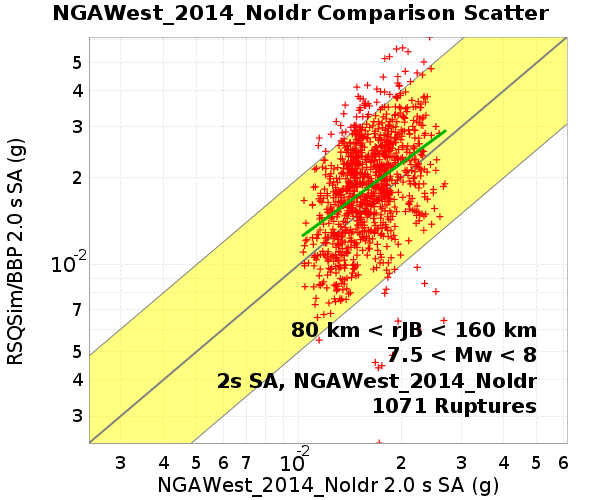 NGAWest_2014_NoIdr Comparison Scatter
RSQSim/BBP 2.0 s SA (g)
5
4
3
2
10-2
7
5
4
3
80 km < rJB < 160 km
7.5 < Mw < 8
2s SA, NGAWest_2014_NoIdr
1071 Ruptures
3 4 5 6 7 10-2 2 3 4 5 6
NGAWest_2014_NoIdr 2.0 s SA (g)